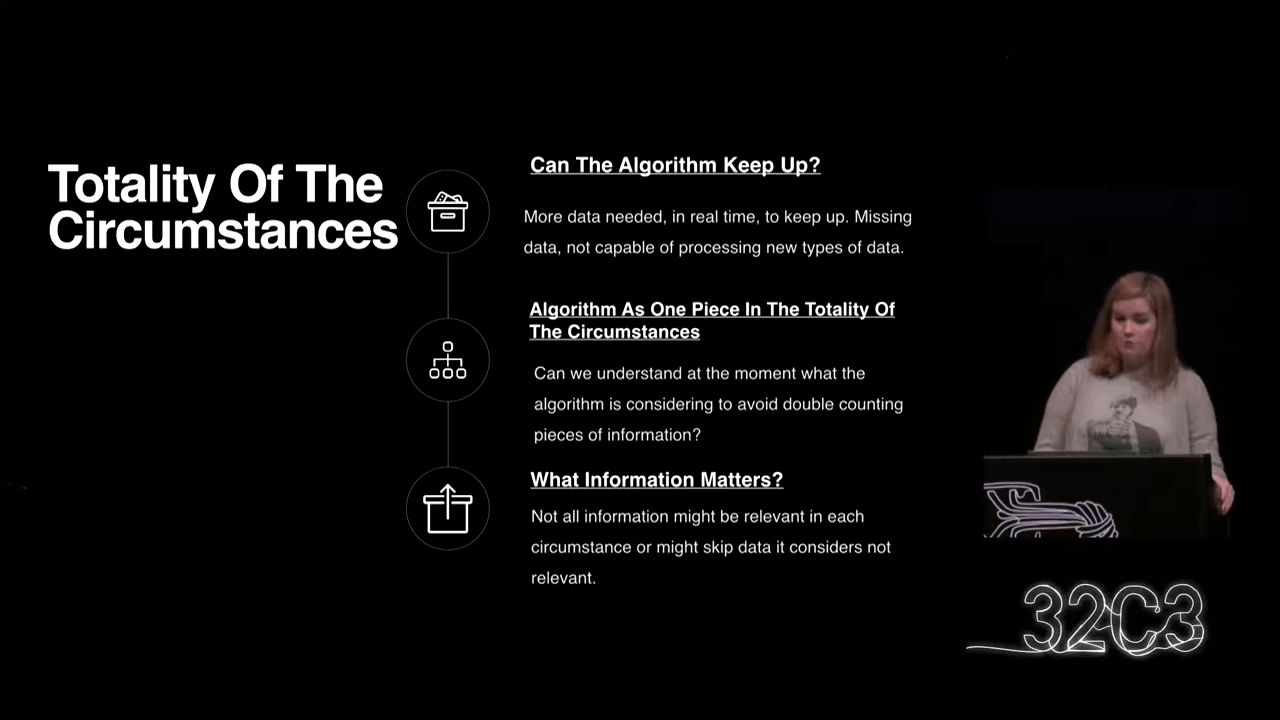 Totality Of The
Circumstances
Can The Algorithm Keep Up?
More data needed, in real time, to keep up. Missing
data, not capable of processing new types of data.
Algorithm As One Piece In The Totality Of
The Circumstances
Can we understand at the moment what the
algorithm is considering to avoid double counting
pieces of information?
What Information Matters?
Not all information might be relevant in each
circumstance or might skip data it considers not
relevant.
32C3